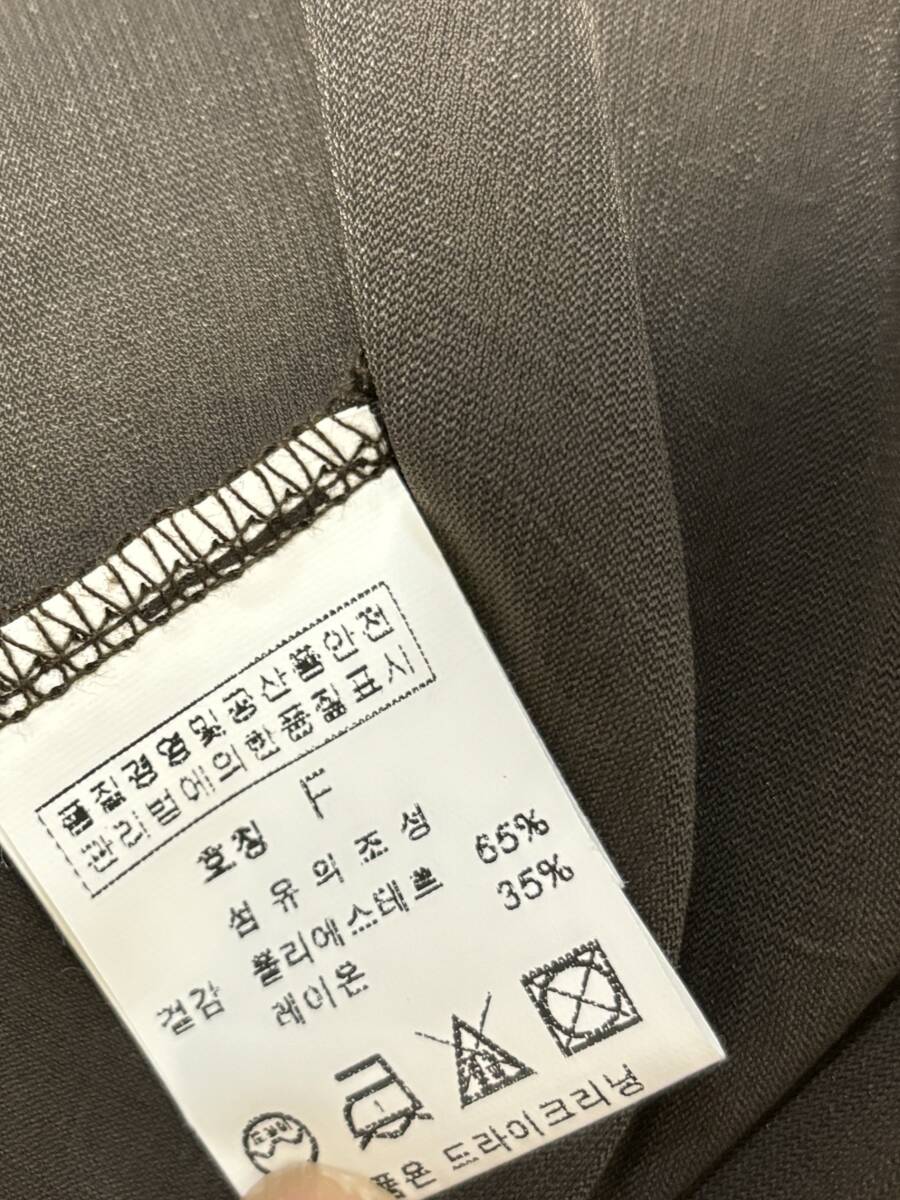 품질경영및공산품안전
관리법에의한품질표시
호칭 F
섬유의조성
겉감 폴리에스테르 65%
레이온 35%
1
드라이크리닝